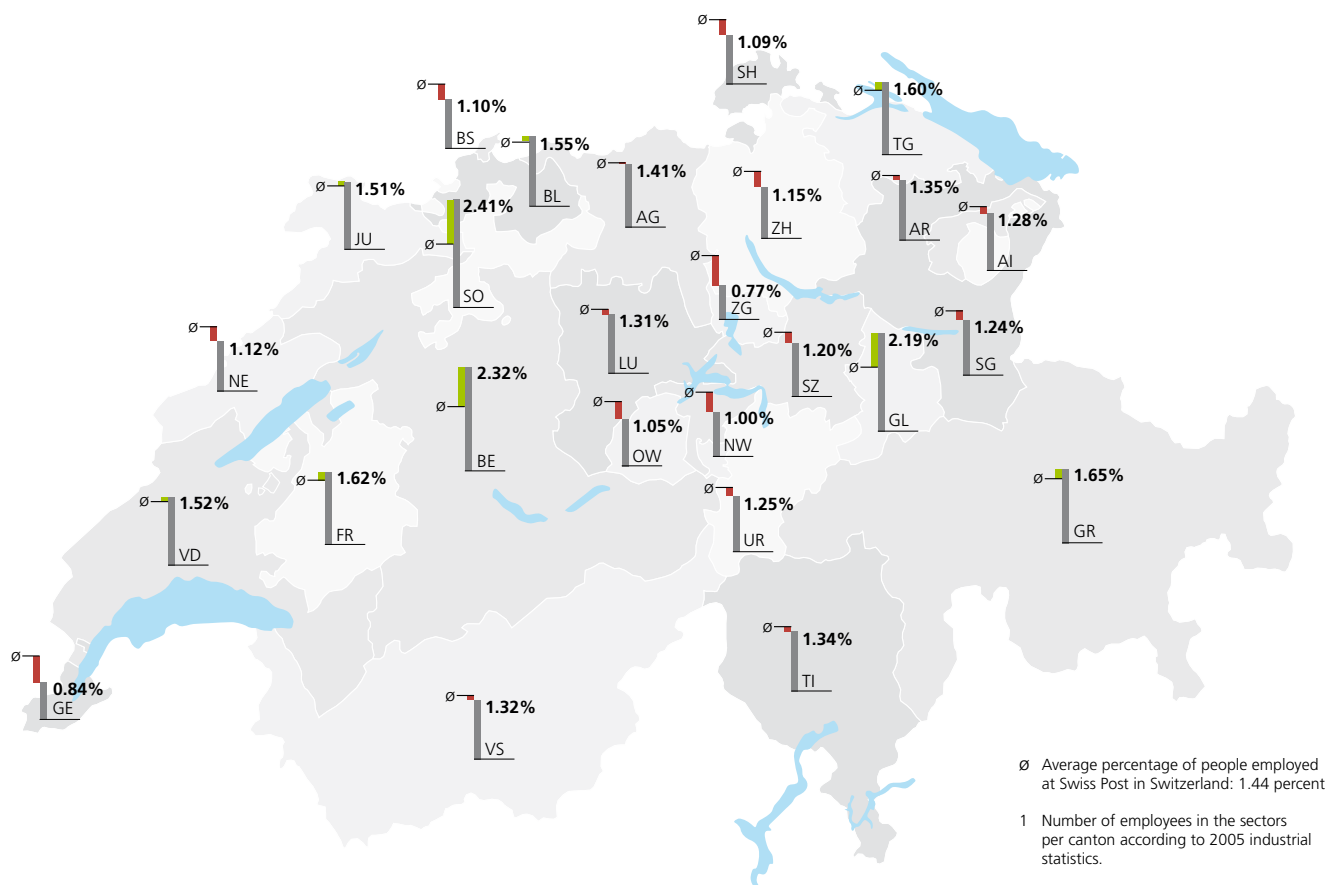 Ø
1.09%
SH
Ø
1.10%
BS
Ø
1.60%
TG
Ø
1.55%
BL
Ø
1.41%
AG
Ø
1.15%
ZH
Ø
1.35%
AR
Ø
1.51%
JU
2.41%
Ø
SO
Ø
1.28%
AI
Ø
0.77%
ZG
Ø
1.31%
LU
Ø
1.12%
NE
Ø
1.20%
SZ
2.19%
Ø
GL
Ø
1.24%
SG
2.32%
Ø
BE
Ø
1.05%
OW
Ø
1.00%
NW
Ø
1.62%
FR
Ø
1.52%
VD
Ø
1.25%
UR
Ø
1.65%
GR
Ø
0.84%
GE
Ø
1.32%
VS
Ø
1.34%
TI
Ø Average percentage of people employed
at Swiss Post in Switzerland: 1.44 percent
1 Number of employees in the sectors
per canton according to 2005 industrial
statistics.